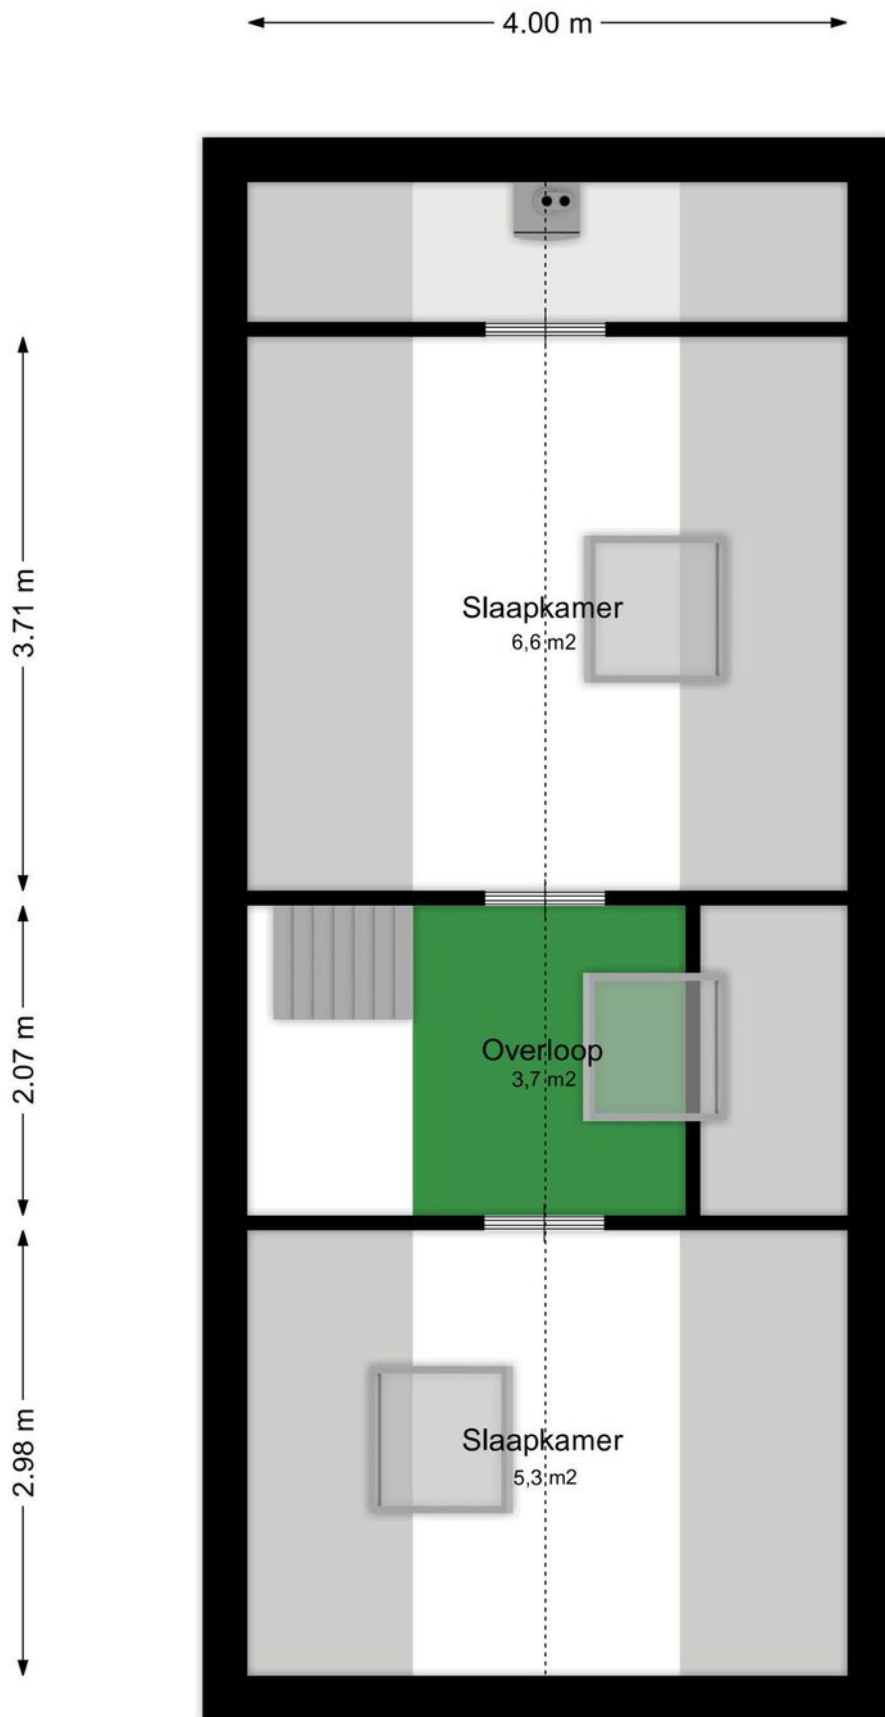 4.00 m
3.71 m
Slaapkamer
6,6 m2
2.07 m
Overloop
3,7 m2
2.98 m
Slaapkamer
5,3 m2